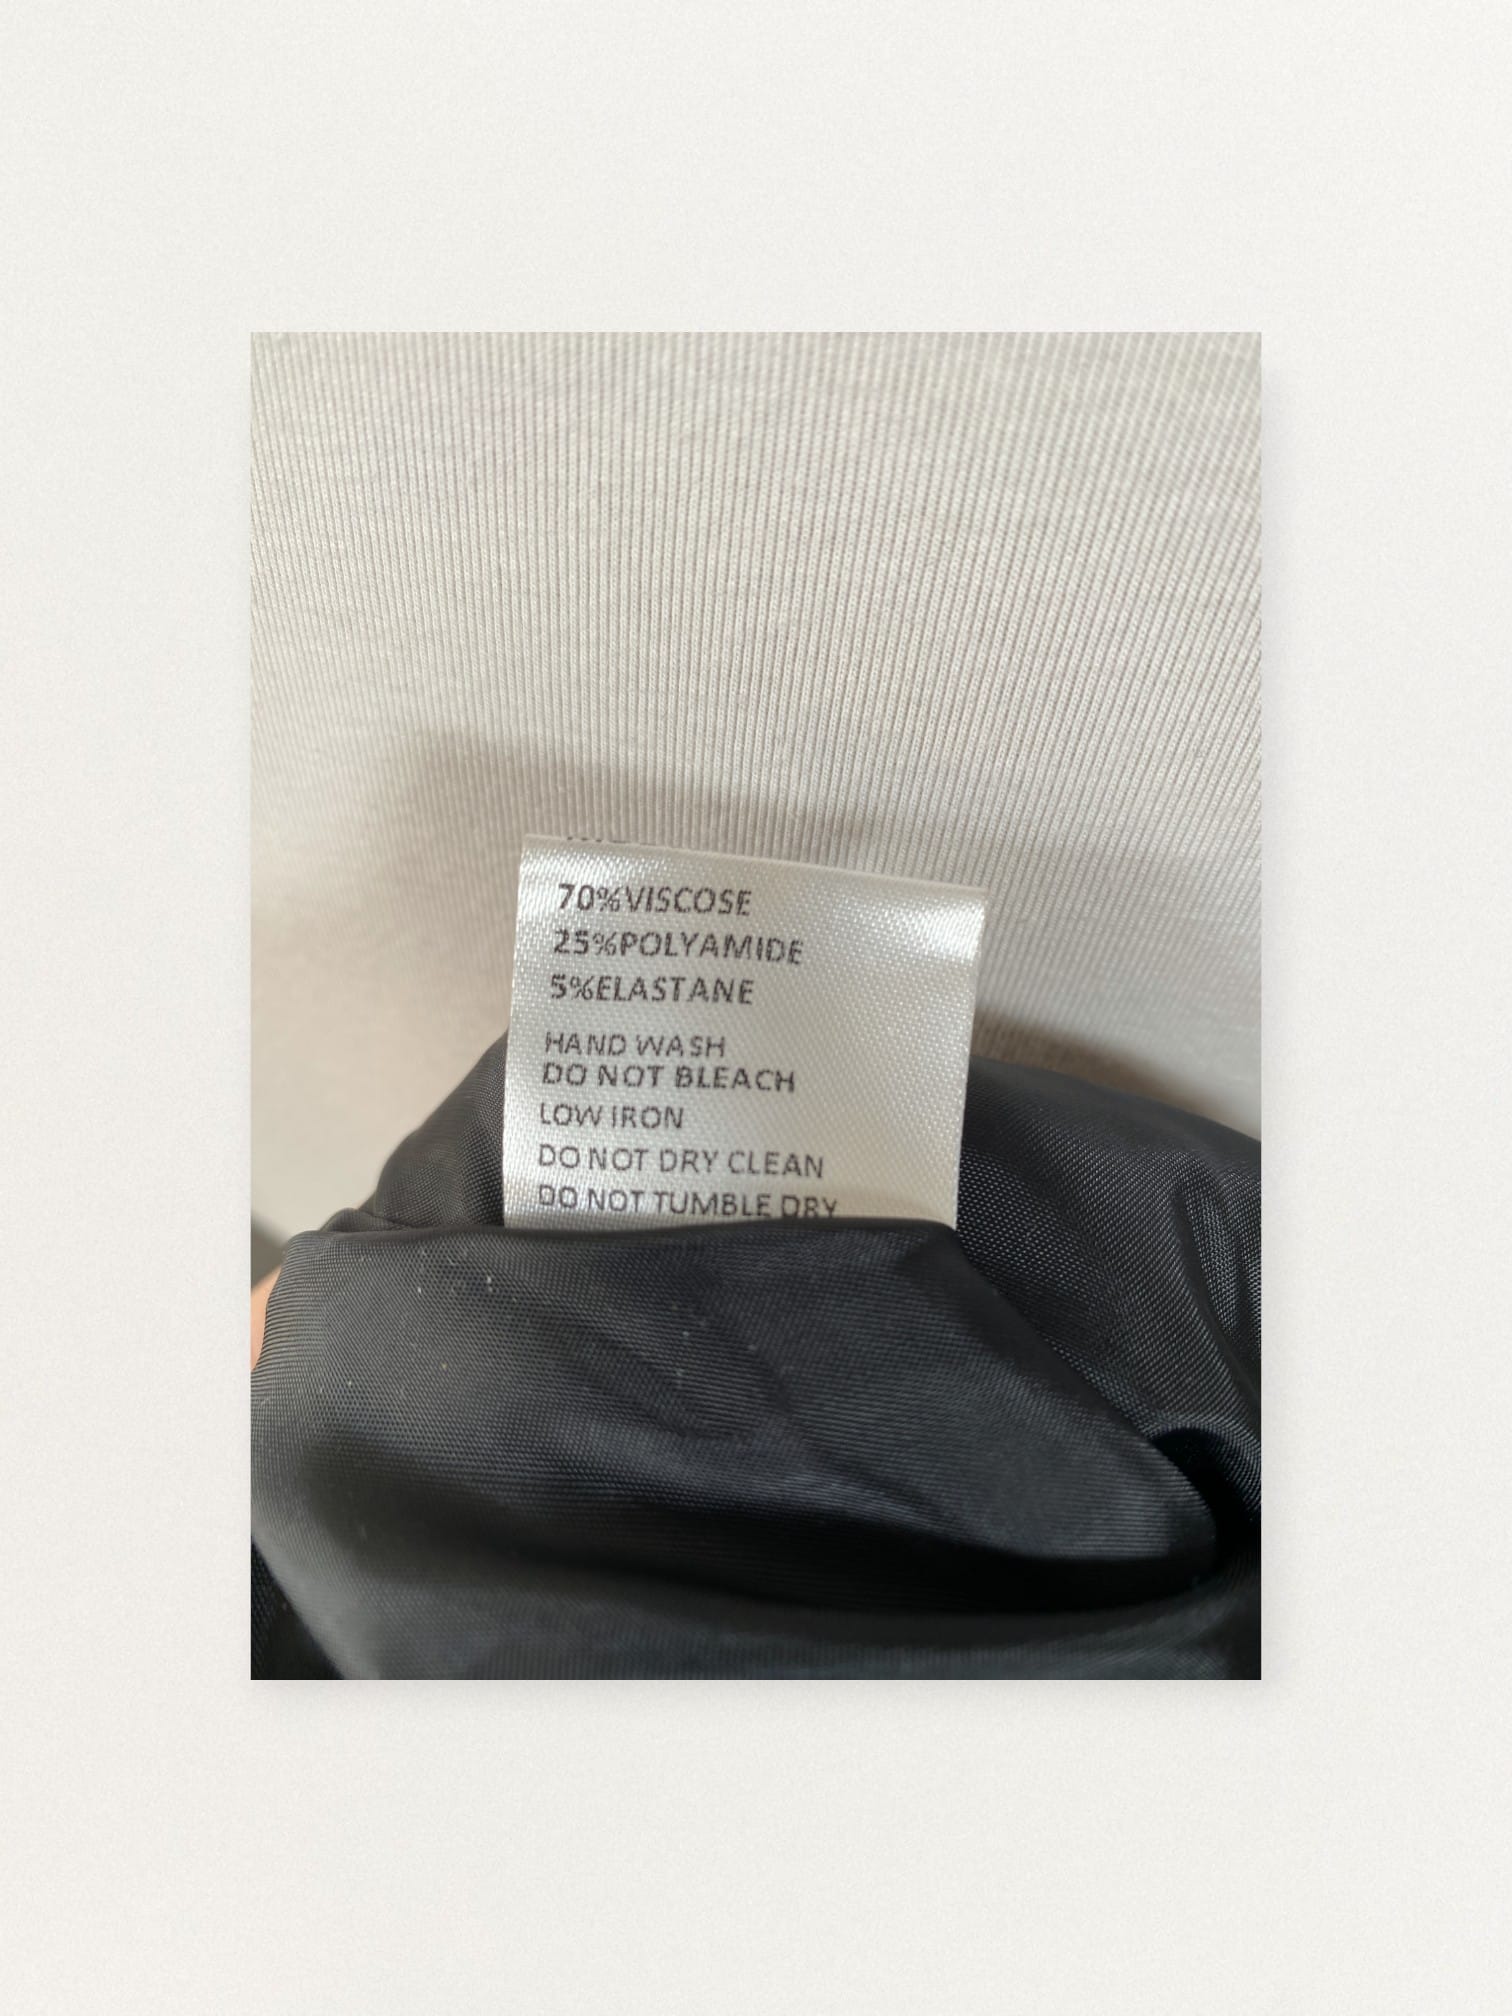 70%VISCOSE
25%POLYAMIDE
5%ELASTANE
HAND WASH
DO NOT BLEACH
LOW IRON
DO NOT DRY CLEAN
DO NOT TUMBLE DRY